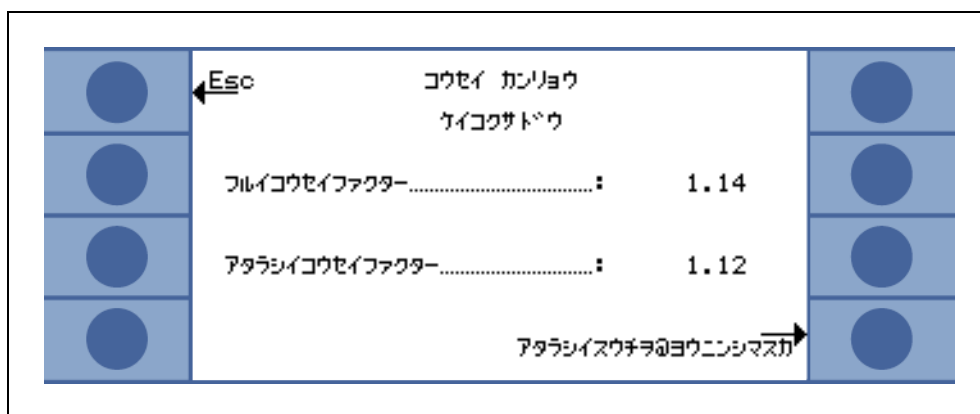 Esc コウセイ カンリョウ
ケイコクサドウ
フルイコウセイファクター..................................: 1.14
アタラシイコウセイファクター............................: 1.12
アタラシイスウチヲ@ヨウニンシマスカ